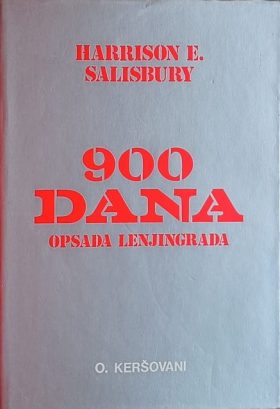 HARRISON E.
SALISBURY
900
DANA
OPSADA LENJINGRADA
O. KERŠOVANI